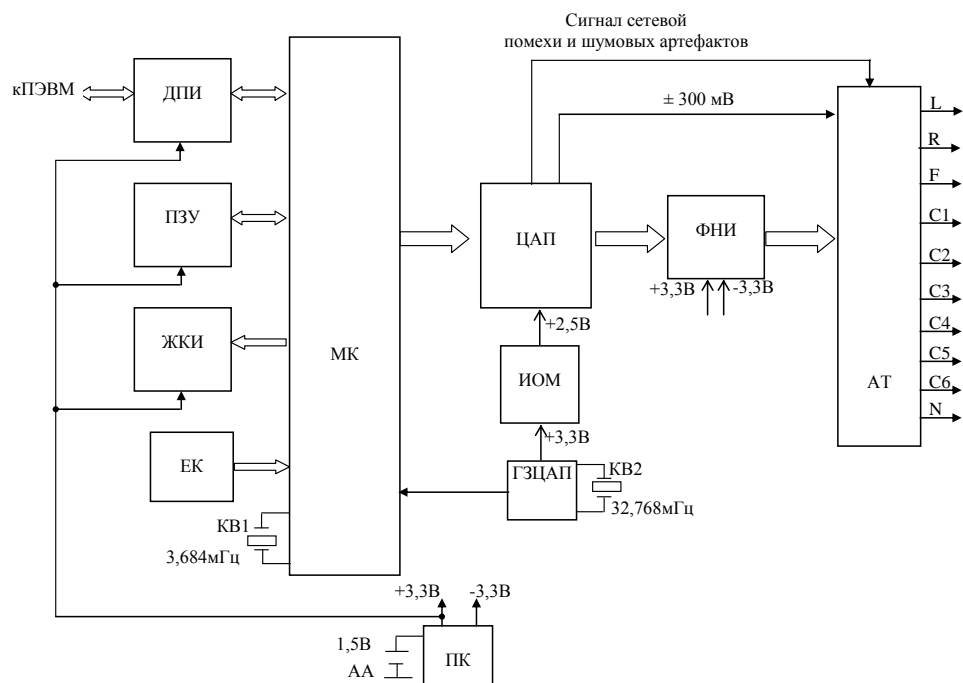 Сигнал сетевой
помехи и шумовых артефактов
кПЭВМ
ДПИ
± 300 мВ
L
R
F
ПЗУ
ЦАП
ФНИ
C1
C2
+3,3В
-3,3В
C3
+2,5В
C4
ЖКИ
МК
ИОМ
C5
АТ
C6
N
+3,3В
ЕК
ГЗЦАП
КВ2
32,768мГц
КВ1
3,684мГц
+3,3В
-3,3В
1,5В
АА
ПК